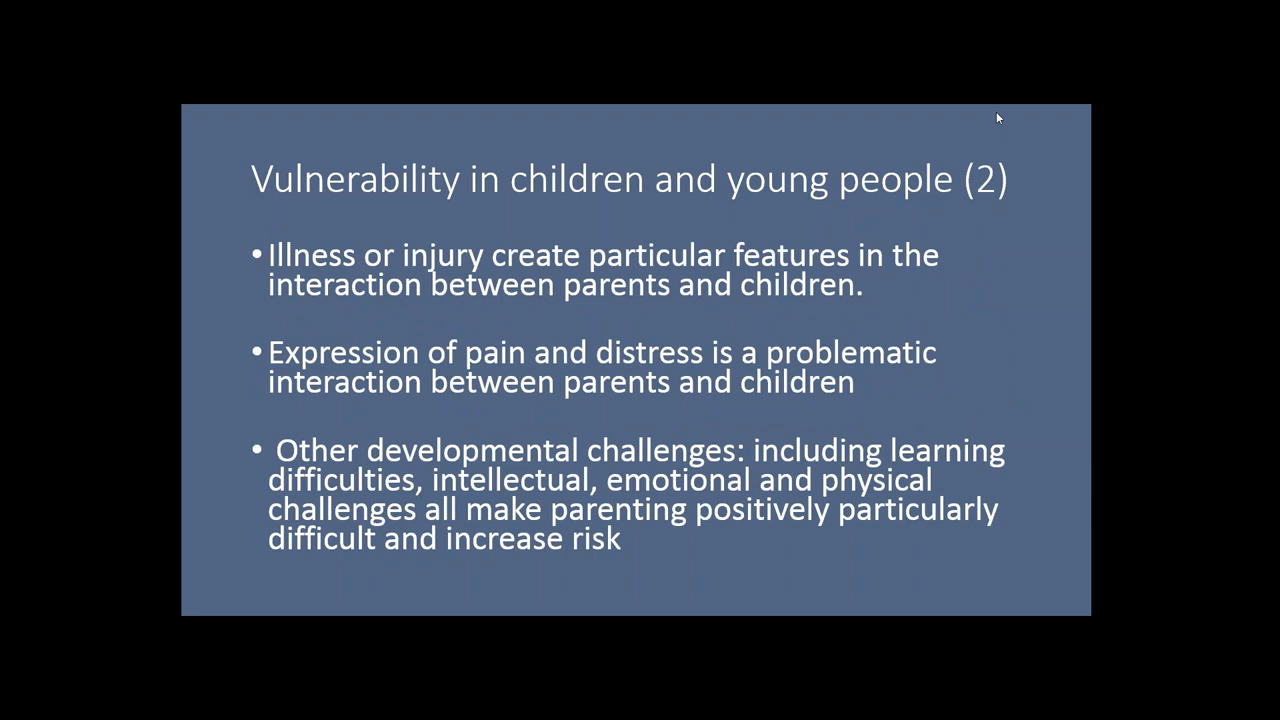 Vulnerability in children and young people (2)
•Illness or injury create particular features in the
interaction between parents and children.
•Expression of pain and distress is a problematic
interaction between parents and children
• Other developmental challenges: including learning
difficulties, intellectual, emotional and physical
challenges all make parenting positively particularly
difficult and increase risk